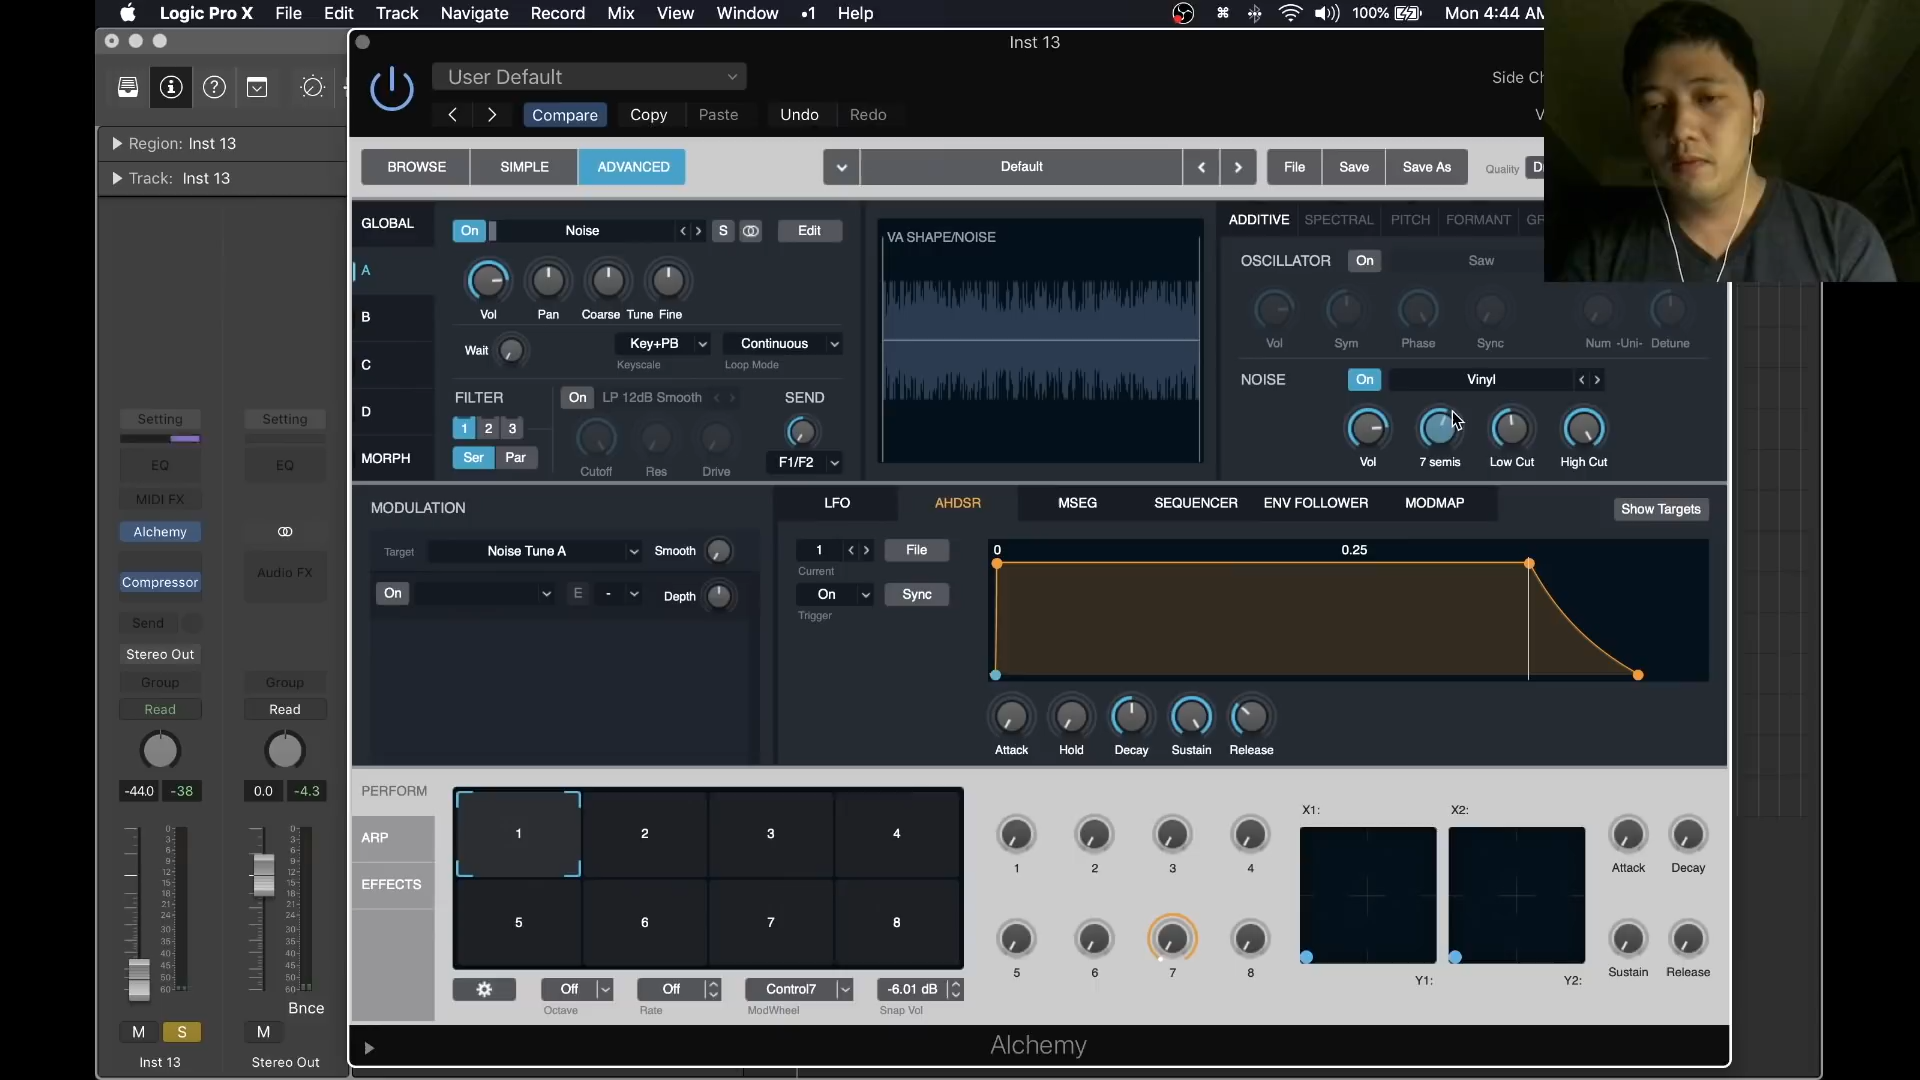 Logic Pro X File Edit Track Navigate Record Mix View Window 1 Help 100% Mon 4:44 AM
Inst 13
User Default
Side Ch
Compare Copy Paste Undo Redo
Region: Inst 13
Track: Inst 13
BROWSE SIMPLE ADVANCED Default File Save Save As Quality
GLOBAL
A
B
C
D
MORPH
On Noise S Edit
Vol Pan Coarse Tune Fine
Wait Key+PB Continuous
Keyscale Loop Mode
FILTER On LP 12dB Smooth SEND
1 2 3
Ser Par
Cutoff Res Drive F1/F2
VA SHAPE/NOISE
ADDITIVE SPECTRAL PITCH FORMANT GR
OSCILLATOR On Saw
Vol Sym Phase Sync Num -Uni- Detune
NOISE On Vinyl
Vol 7 semis Low Cut High Cut
Setting Setting
EQ EQ
MIDI FX
Alchemy
Compressor Audio FX
Send
Stereo Out
Group Group
Read Read
-44.0 -38 0.0 -4.3
Bnce
M S M
Inst 13 Stereo Out
MODULATION
Target Noise Tune A Smooth
On E - Depth
LFO AHDSR MSEG SEQUENCER ENV FOLLOWER MODMAP Show Targets
1 File
Current
On Sync
Trigger
0 0.25
Attack Hold Decay Sustain Release
PERFORM
ARP
EFFECTS
1 2 3 4
5 6 7 8
Off Off Control7 -6.01 dB
Octave Rate ModWheel Snap Vol
1 2 3 4
5 6 7 8
X1: X2:
Y1: Y2:
Attack Decay
Sustain Release
Alchemy